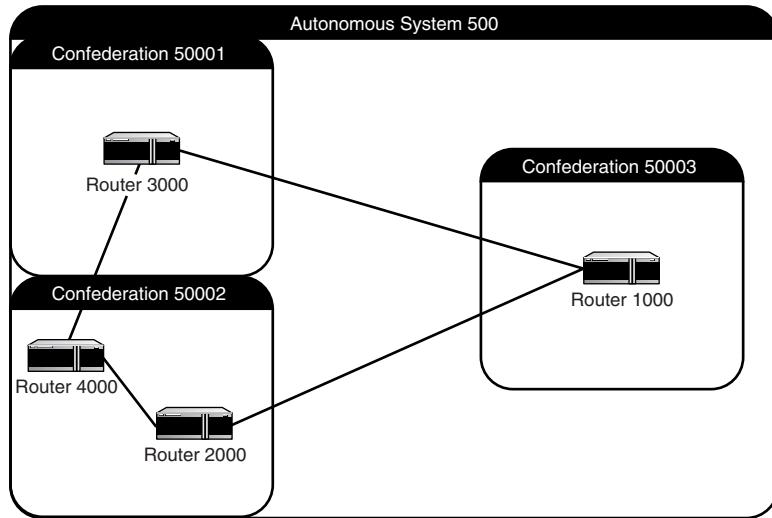 Autonomous System 500
Confederation 50001
Router 3000
Confederation 50003
Router 1000
Confederation 50002
Router 4000
Router 2000